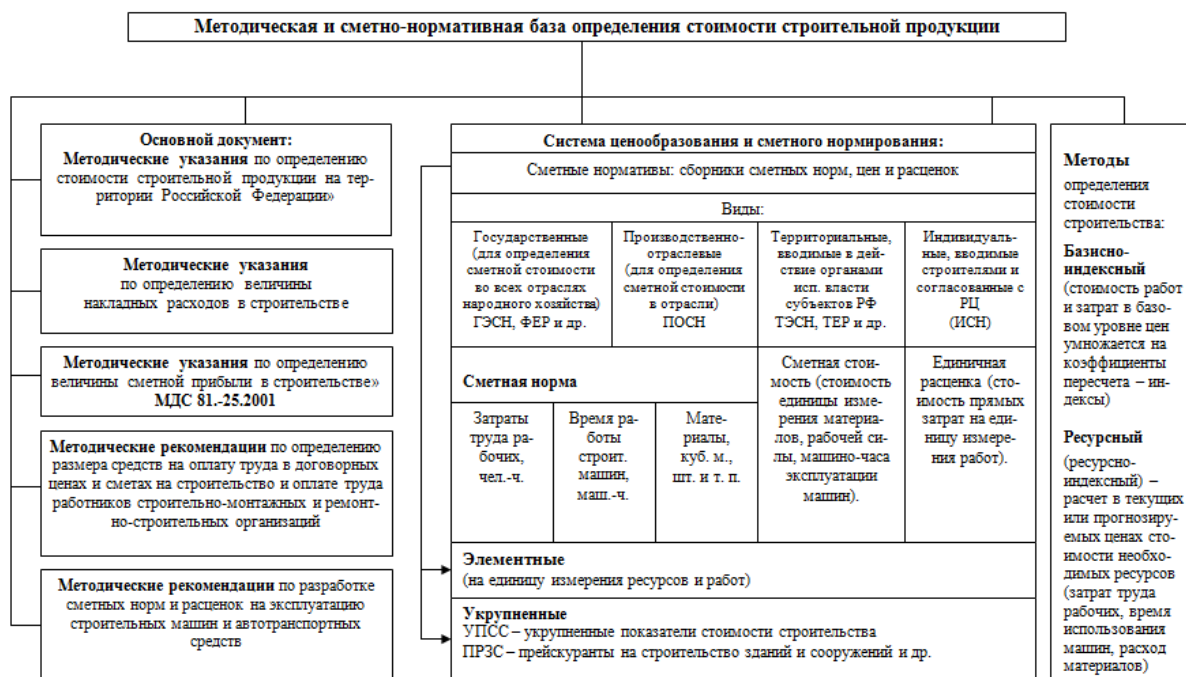 Методическая и сметно-нормативная база определения стоимости строительной продукции
Основной документ:
Методические указания по определению
стоимости строительной продукции на тер-
ритории Российской Федерации»
Методические указания
по определению величины
накладных расходов в строительстве
Методические указания по определению
величины сметной прибыли в строительстве»
МДС 81.-25.2001
Методические рекомендации по определению
размера средств на оплату труда в договорных
ценах и сметах на строительство и оплате труда
работников строительно-монтажных и ремонт-
но-строительных организаций
Методические рекомендации по разработке
сметных норм и расценок на эксплуатацию
строительных машин и автотранспортных
средств
Система ценообразования и сметного нормирования:
Сметные нормативы: сборники сметных норм, цен и расценок
Виды:
Государственные
(для определения
сметной стоимости
во всех отраслях
народного хозяйства)
ГЭСН, ФЕР и др.
Производственно-
отраслевые
(для определения
сметной стоимости
в отрасли)
ПОСН
Территориальные,
вводимые в дей-
ствие органами
исп. власти
субъектов РФ
ТЭСН, ТЕР и др.
Индивидуаль-
ные, вводимые
строителями и
согласованные с
РЦ
(ИСН)
Сметная норма
Затраты
труда ра-
бочих,
чел.-ч.
Время ра-
боты
строит.
машин,
маш.-ч.
Мате-
риалы,
куб. м.,
шт. и т. п.
Сметная стои-
мость (стоимость
единицы изме-
рения материа-
лов, рабочей си-
лы, машино-часа
эксплуатации
машин).
Единичная
расценка (сто-
имость прямых
затрат на еди-
ницу измере-
ния работ).
Элементные
(на единицу измерения ресурсов и работ)
Укрупненные
УПСС – укрупненные показатели стоимости строительства
ПРЗС – прейскуранты на строительство зданий и сооружений и др.
Методы
определения
стоимости
строительства:
Базисно-
индексный
(стоимость работ
и затрат в базо-
вом уровне цен
умножается на
коэффициенты
пересчета – ин-
дексы)
Ресурсный
(ресурсно-
индексный) –
расчет в текущих
или прогнозиру-
емых ценах сто-
имости необхо-
димых ресурсов
(затрат труда
рабочих, время
использования
машин, расход
материалов)